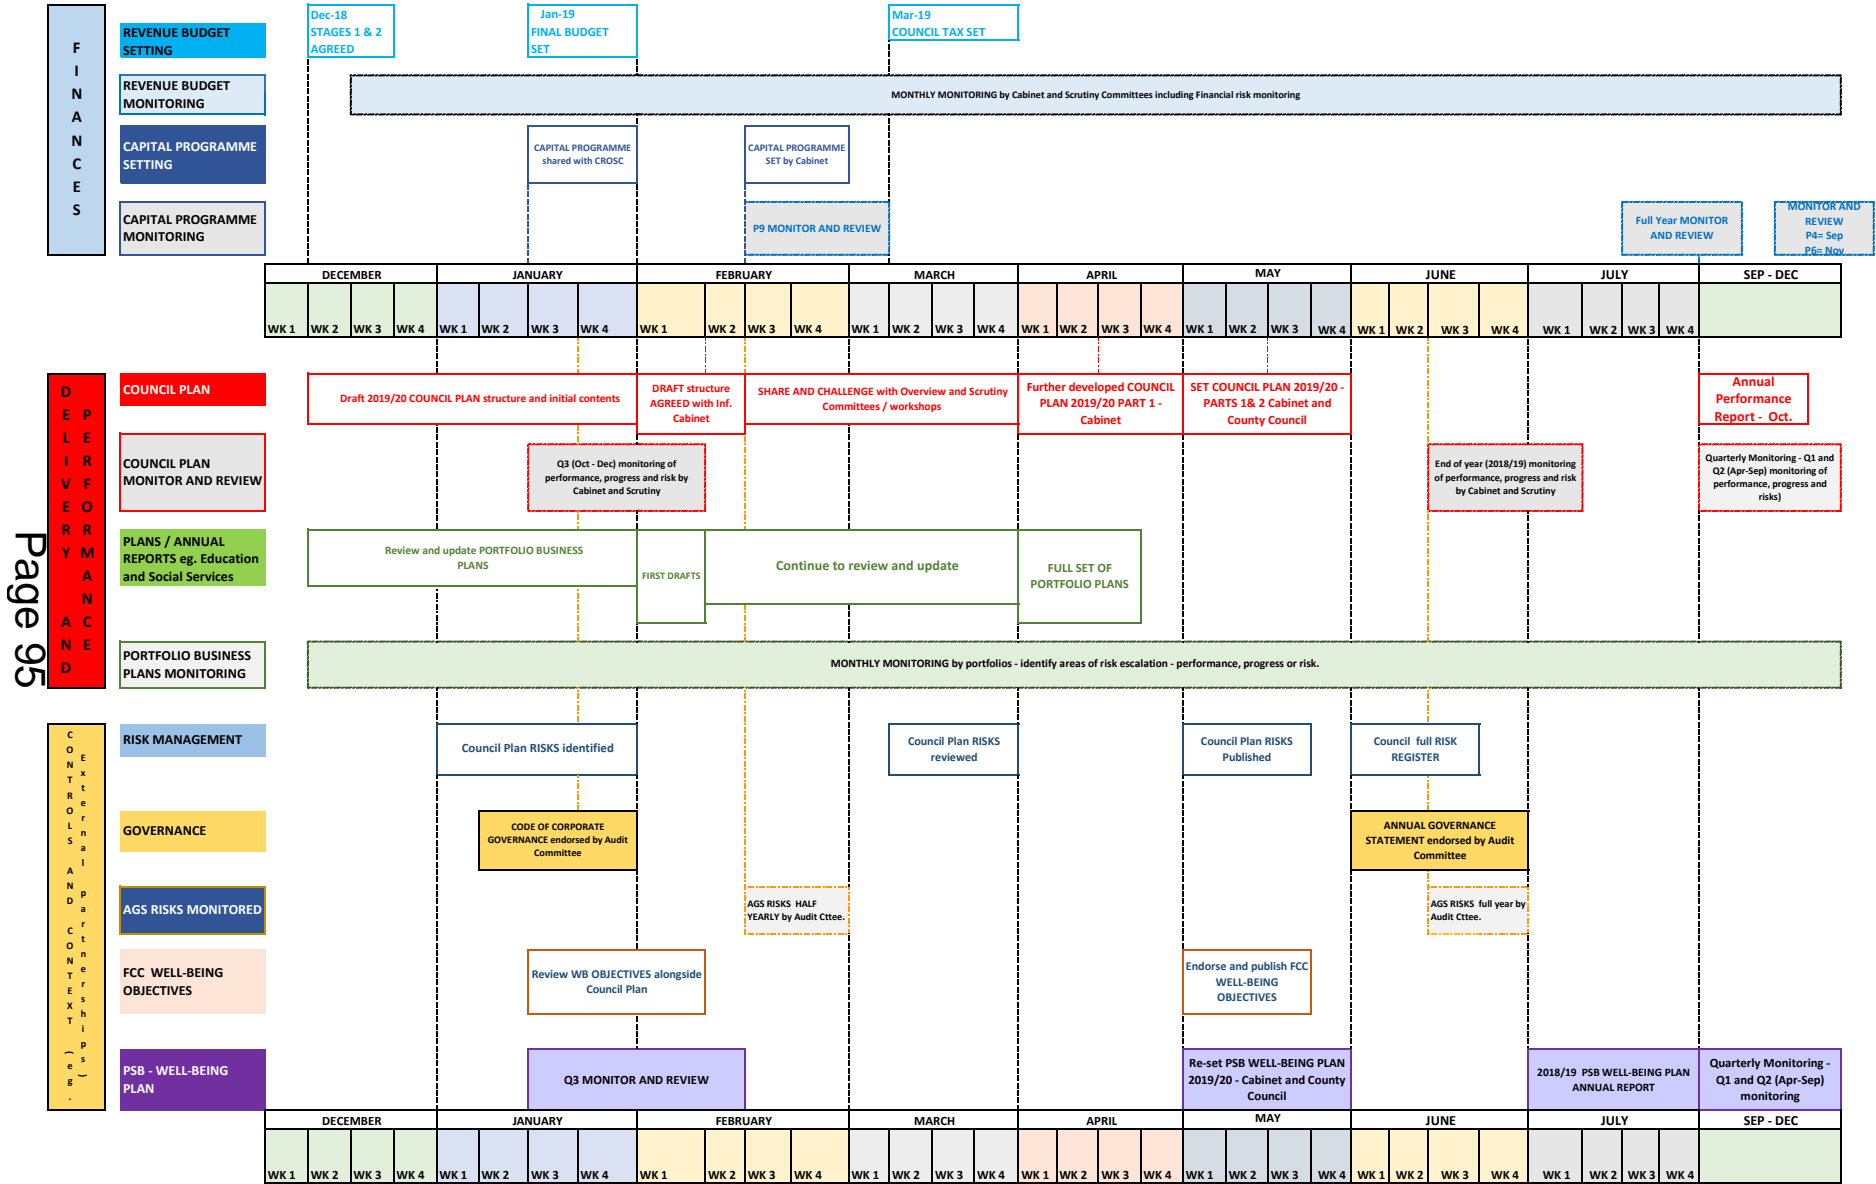 FINANCES
REVENUE BUDGET
SETTING
Dec-18
STAGES 1 & 2
AGREED
Jan-19
FINAL BUDGET
SET
Mar-19
COUNCIL TAX SET
REVENUE BUDGET
MONITORING
MONTHLY MONITORING by Cabinet and Scrutiny Committees including Financial risk monitoring
CAPITAL PROGRAMME
SETTING
CAPITAL PROGRAMME
shared with CROSC
CAPITAL PROGRAMME
SET by Cabinet
CAPITAL PROGRAMME
MONITORING
P9 MONITOR AND REVIEW
Full Year MONITOR
AND REVIEW
MONITOR AND
REVIEW
P4= Sep
P6= Nov
DECEMBER JANUARY FEBRUARY MARCH APRIL MAY JUNE JULY SEP - DEC
WK 1 WK 2 WK 3 WK 4 WK 1 WK 2 WK 3 WK 4 WK 1 WK 2 WK 3 WK 4 WK 1 WK 2 WK 3 WK 4 WK 1 WK 2 WK 3 WK 4 WK 1 WK 2 WK 3 WK 4 WK 1 WK 2 WK 3 WK 4 WK 1 WK 2 WK 3 WK 4
DELIVERY AND
PERFORMANCE
COUNCIL PLAN
Draft 2019/20 COUNCIL PLAN structure and initial contents
DRAFT structure
AGREED with Inf.
Cabinet
SHARE AND CHALLENGE with Overview and Scrutiny
Committees / workshops
Further developed COUNCIL
PLAN 2019/20 PART 1 -
Cabinet
SET COUNCIL PLAN 2019/20 -
PARTS 1& 2 Cabinet and
County Council
Annual
Performance
Report - Oct.
COUNCIL PLAN
MONITOR AND REVIEW
Q3 (Oct - Dec) monitoring of
performance, progress and risk by
Cabinet and Scrutiny
End of year (2018/19) monitoring
of performance, progress and risk
by Cabinet and Scrutiny
Quarterly Monitoring - Q1 and
Q2 (Apr-Sep) monitoring of
performance, progress and
risks)
PLANS / ANNUAL
REPORTS eg. Education
and Social Services
Review and update PORTFOLIO BUSINESS
PLANS
FIRST DRAFTS
Continue to review and update
FULL SET OF
PORTFOLIO PLANS
PORTFOLIO BUSINESS
PLANS MONITORING
MONTHLY MONITORING by portfolios - identify areas of risk escalation - performance, progress or risk.
Page 95
CONTROLS AND CONTEXT (eg.
External partnerships)
RISK MANAGEMENT
Council Plan RISKS identified
Council Plan RISKS
reviewed
Council Plan RISKS
Published
Council full RISK
REGISTER
GOVERNANCE
CODE OF CORPORATE
GOVERNANCE endorsed by Audit
Committee
ANNUAL GOVERNANCE
STATEMENT endorsed by Audit
Committee
AGS RISKS MONITORED
AGS RISKS HALF
YEARLY by Audit Cttee.
AGS RISKS full year by
Audit Cttee.
FCC WELL-BEING
OBJECTIVES
Review WB OBJECTIVES alongside
Council Plan
Endorse and publish FCC
WELL-BEING
OBJECTIVES
PSB - WELL-BEING
PLAN
Q3 MONITOR AND REVIEW
Re-set PSB WELL-BEING PLAN
2019/20 - Cabinet and County
Council
2018/19 PSB WELL-BEING PLAN
ANNUAL REPORT
Quarterly Monitoring -
Q1 and Q2 (Apr-Sep)
monitoring
DECEMBER JANUARY FEBRUARY MARCH APRIL MAY JUNE JULY SEP - DEC
WK 1 WK 2 WK 3 WK 4 WK 1 WK 2 WK 3 WK 4 WK 1 WK 2 WK 3 WK 4 WK 1 WK 2 WK 3 WK 4 WK 1 WK 2 WK 3 WK 4 WK 1 WK 2 WK 3 WK 4 WK 1 WK 2 WK 3 WK 4 WK 1 WK 2 WK 3 WK 4